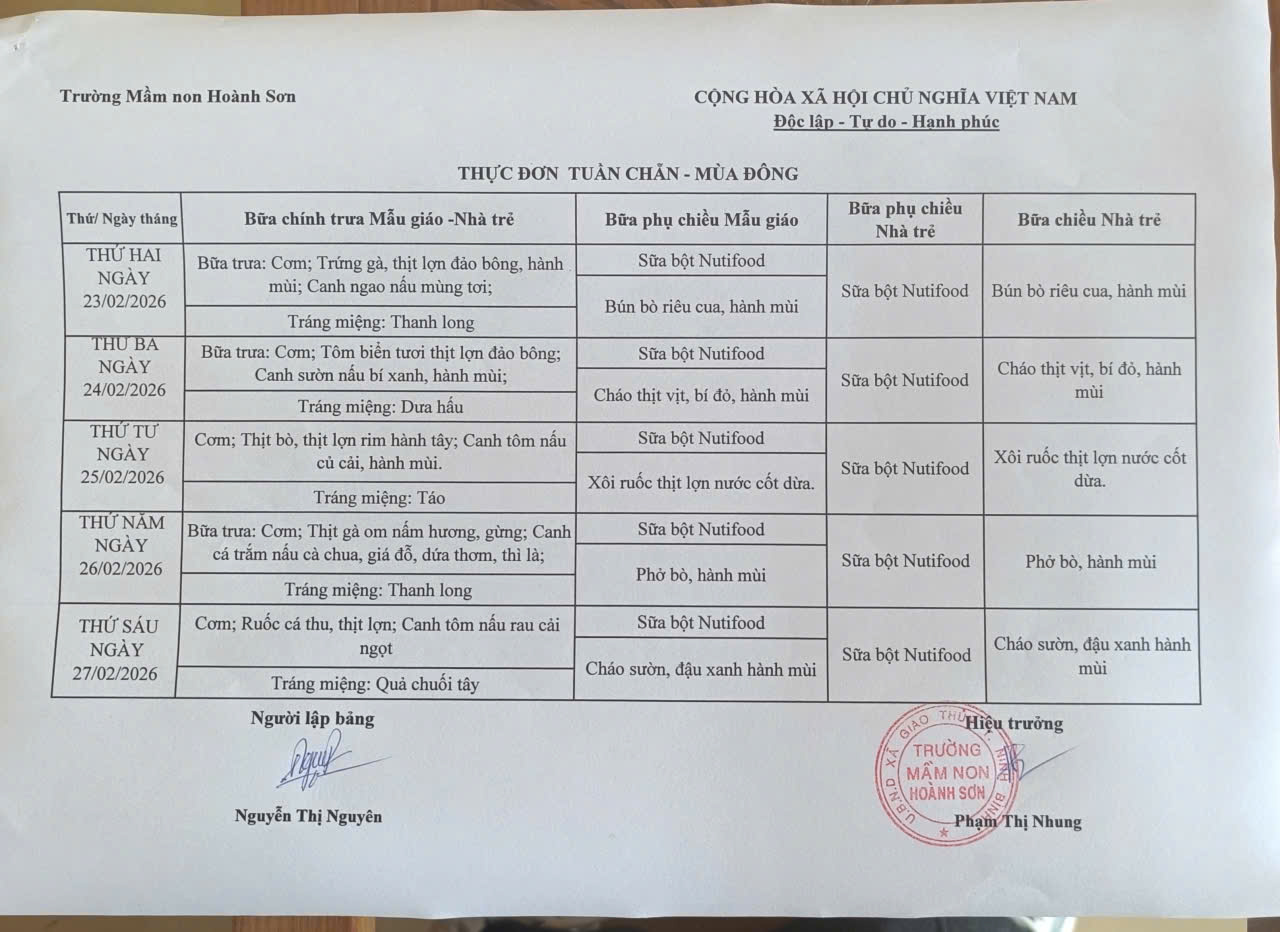 Trường Mầm non Hoành Sơn
CỘNG HÒA XÃ HỘI CHỦ NGHĨA VIỆT NAM
Độc lập - Tự do - Hạnh phúc
THỰC ĐƠN TUẦN CHẴN - MÙA ĐÔNG
Thứ/ Ngày tháng
Bữa chính trưa Mẫu giáo -Nhà trẻ
Bữa phụ chiều Mẫu giáo
Bữa phụ chiều
Nhà trẻ
Bữa chiều Nhà trẻ
THỨ HAI
NGÀY
23/02/2026
Bữa trưa: Cơm; Trứng gà, thịt lợn đảo bông, hành
mùi; Canh ngao nấu mùng tơi;
Tráng miệng: Thanh long
Sữa bột Nutifood
Bún bò riêu cua, hành mùi
Sữa bột Nutifood
Bún bò riêu cua, hành mùi
THỨ BA
NGÀY
24/02/2026
Bữa trưa: Cơm; Tôm biển tươi thịt lợn đảo bông;
Canh sườn nấu bí xanh, hành mùi;
Tráng miệng: Dưa hấu
Sữa bột Nutifood
Cháo thịt vịt, bí đỏ, hành mùi
Sữa bột Nutifood
Cháo thịt vịt, bí đỏ, hành
mùi
THỨ TƯ
NGÀY
25/02/2026
Cơm; Thịt bò, thịt lợn rim hành tây; Canh tôm nấu
củ cải, hành mùi.
Tráng miệng: Táo
Sữa bột Nutifood
Xôi ruốc thịt lợn nước cốt dừa.
Sữa bột Nutifood
Xôi ruốc thịt lợn nước cốt
dừa.
THỨ NĂM
NGÀY
26/02/2026
Bữa trưa: Cơm; Thịt gà om nấm hương, gừng; Canh
cá trắm nấu cà chua, giá đỗ, dứa thơm, thì là;
Tráng miệng: Thanh long
Sữa bột Nutifood
Phở bò, hành mùi
Sữa bột Nutifood
Phở bò, hành mùi
THỨ SÁU
NGÀY
27/02/2026
Cơm; Ruốc cá thu, thịt lợn; Canh tôm nấu rau cải
ngọt
Tráng miệng: Quả chuối tây
Sữa bột Nutifood
Cháo sườn, đậu xanh hành mùi
Sữa bột Nutifood
Cháo sườn, đậu xanh hành
mùi
Người lập bảng
Nguyễn Thị Nguyên
Hiệu trưởng
U.B.N.D XÃ GIAO THỦY T. NINH BÌNH
TRƯỜNG
MẦM NON
HOÀNH SƠN
Phạm Thị Nhung